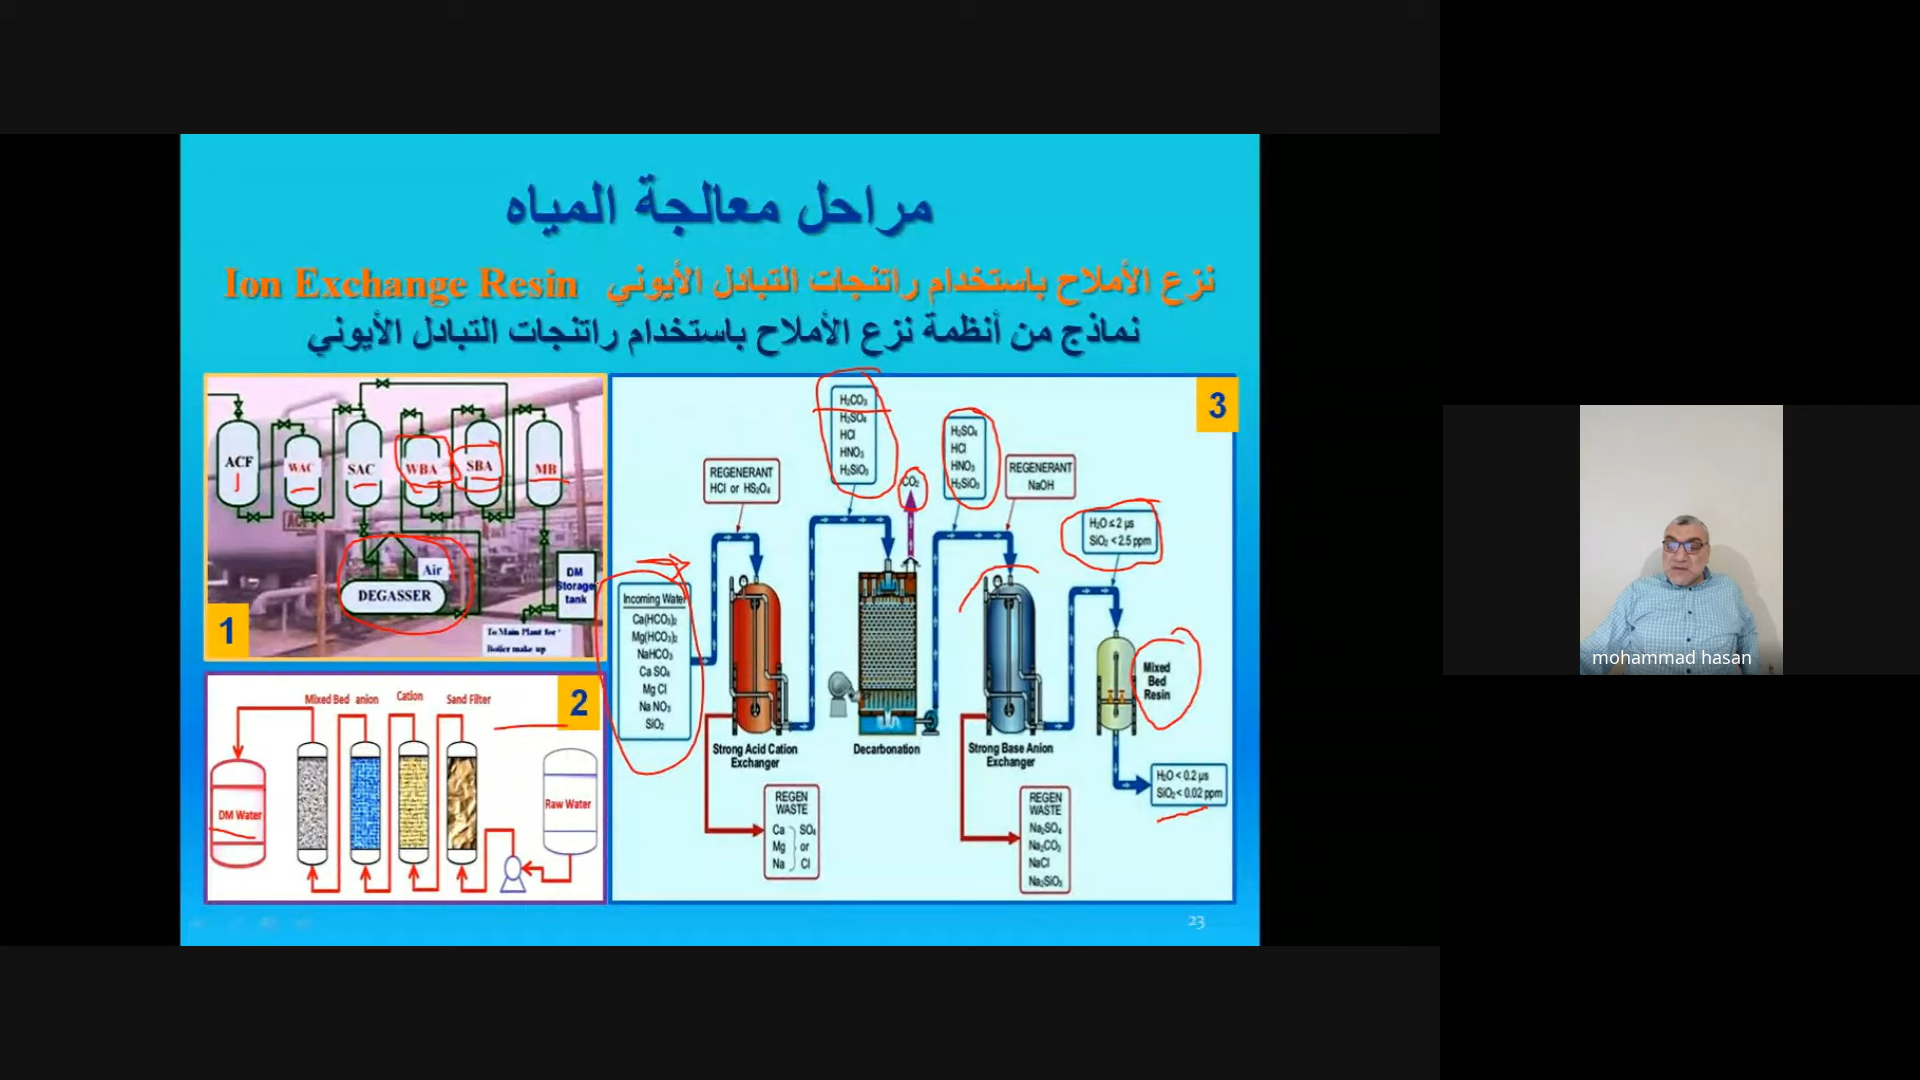 مراحل معالجة المياه
نزع الأملاح باستخدام راتنجات التبادل الأيوني Ion Exchange Resin
نماذج من أنظمة نزع الأملاح باستخدام راتنجات التبادل الأيوني
ACF
WAC
SAC
WBA
SBA
MB
Air
DEGASSER
DM
Storage
tank
To Main Plant for
Boiler make up
1
Mixed Bed
anion
Cation
Sand Filter
2
DM Water
Raw Water
3
REGENERANT
HCl or HS₂O₄
H₂CO₃
H₂SO₄
HCl
HNO₃
H₂SiO₃
CO₂
H₂SO₄
HCl
HNO₃
H₂SiO₃
REGENERANT
NaOH
H₂O ≤ 2 µs
SiO₂ < 2.5 ppm
Incoming Water
Ca(HCO₃)₂
Mg(HCO₃)₂
NaHCO₃
Ca SO₄
Mg Cl
Na NO₃
SiO₂
Strong Acid Cation
Exchanger
Decarbonation
Strong Base Anion
Exchanger
Mixed
Bed
Resin
H₂O < 0.2 µs
SiO₂ < 0.02 ppm
REGEN
WASTE
Ca SO₄
Mg or
Na Cl
REGEN
WASTE
Na₂SO₄
Na₂CO₃
NaCl
Na₂SiO₃
23
mohammad hasan